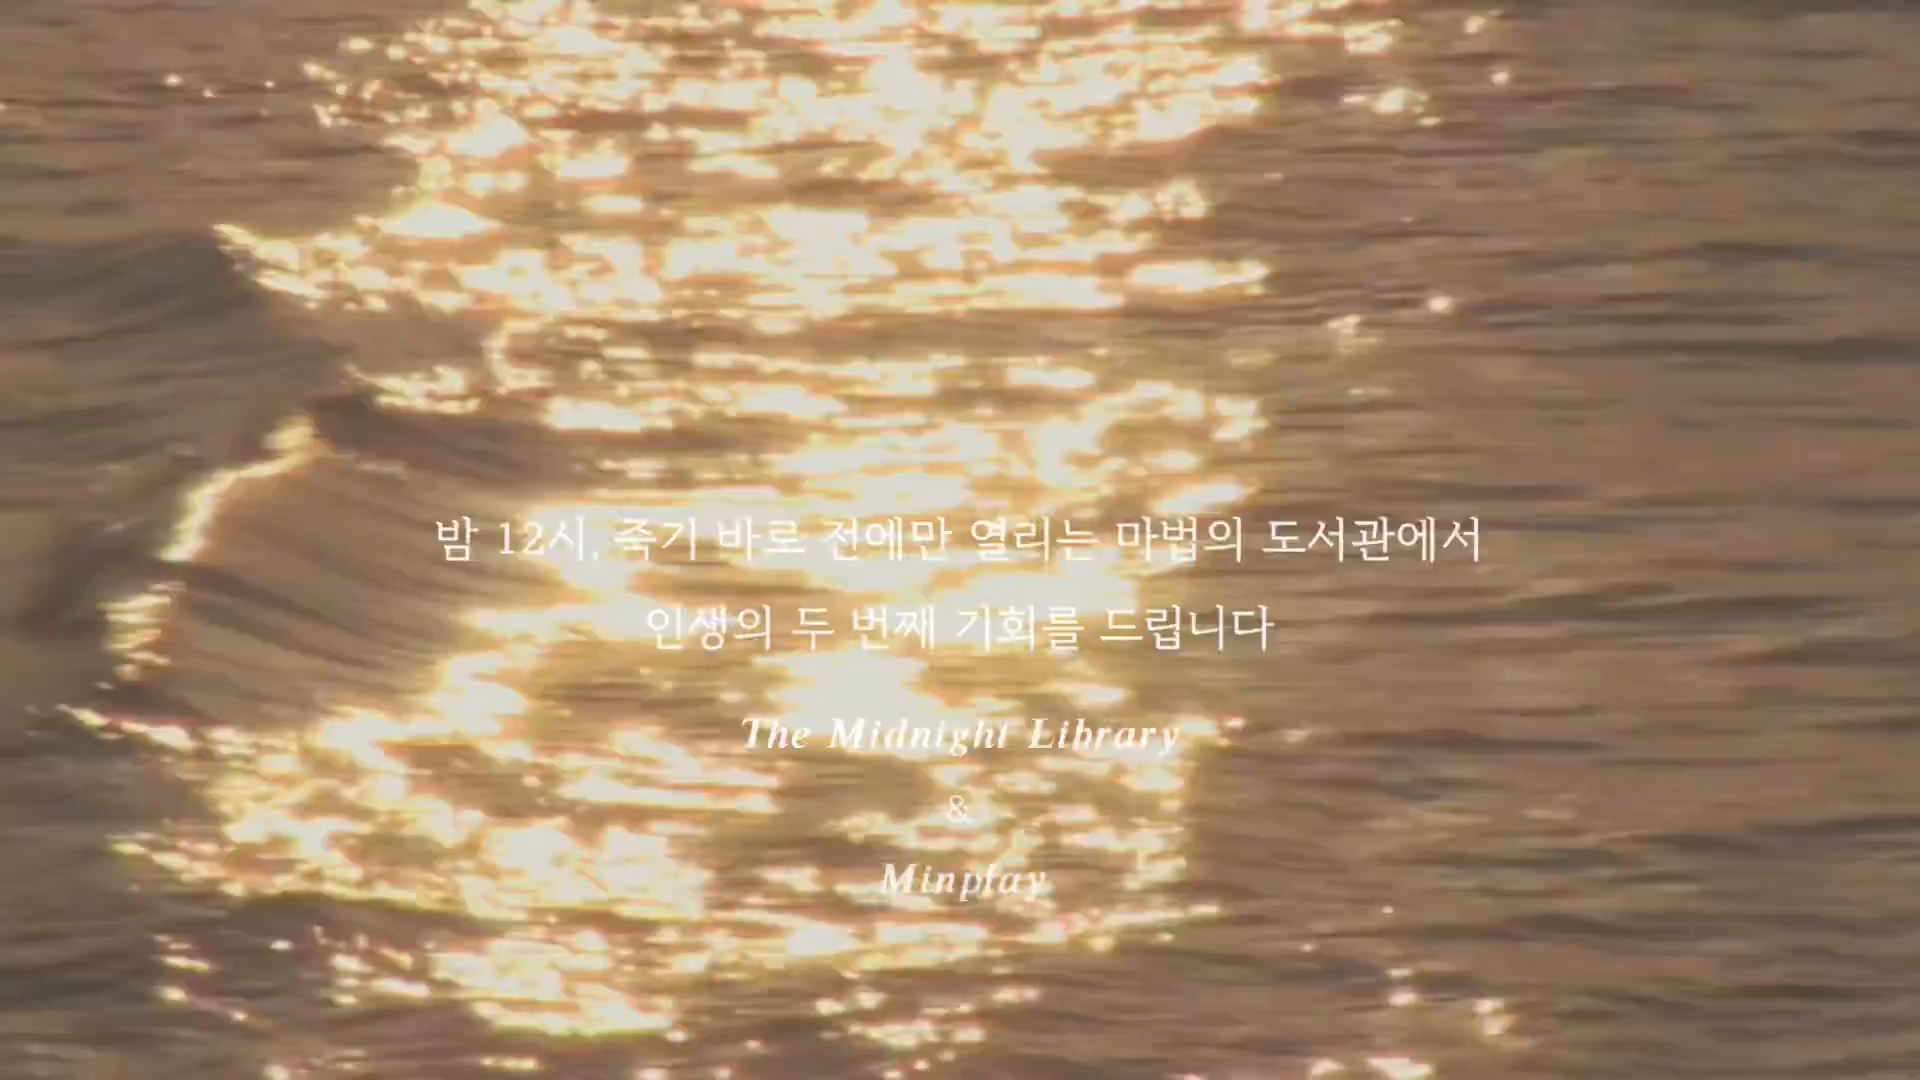 밤 12시, 죽기 바로 전에만 열리는 마법의 도서관에서
인생의 두 번째 기회를 드립니다
The Midnight Library
&
Minplay